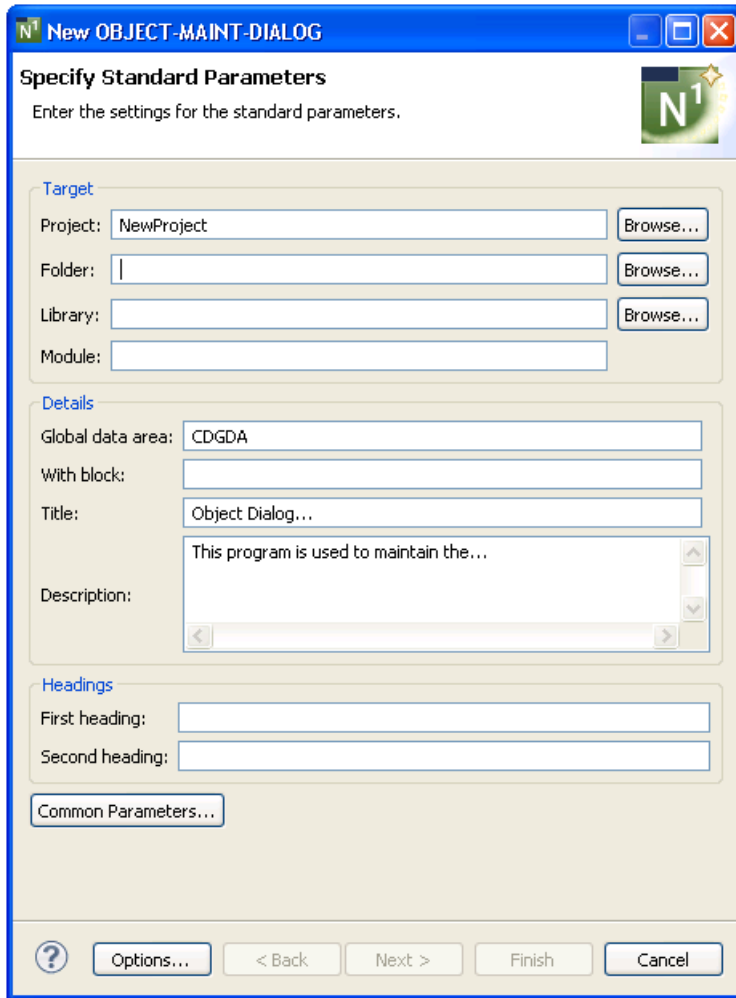 N1 New OBJECT-MAINT-DIALOG
Specify Standard Parameters
Enter the settings for the standard parameters.
N1
Target
Project: NewProject Browse...
Folder: Browse...
Library: Browse...
Module:
Details
Global data area: CDGDA
With block:
Title: Object Dialog...
Description: This program is used to maintain the...
Headings
First heading:
Second heading:
Common Parameters...
? Options... < Back Next > Finish Cancel